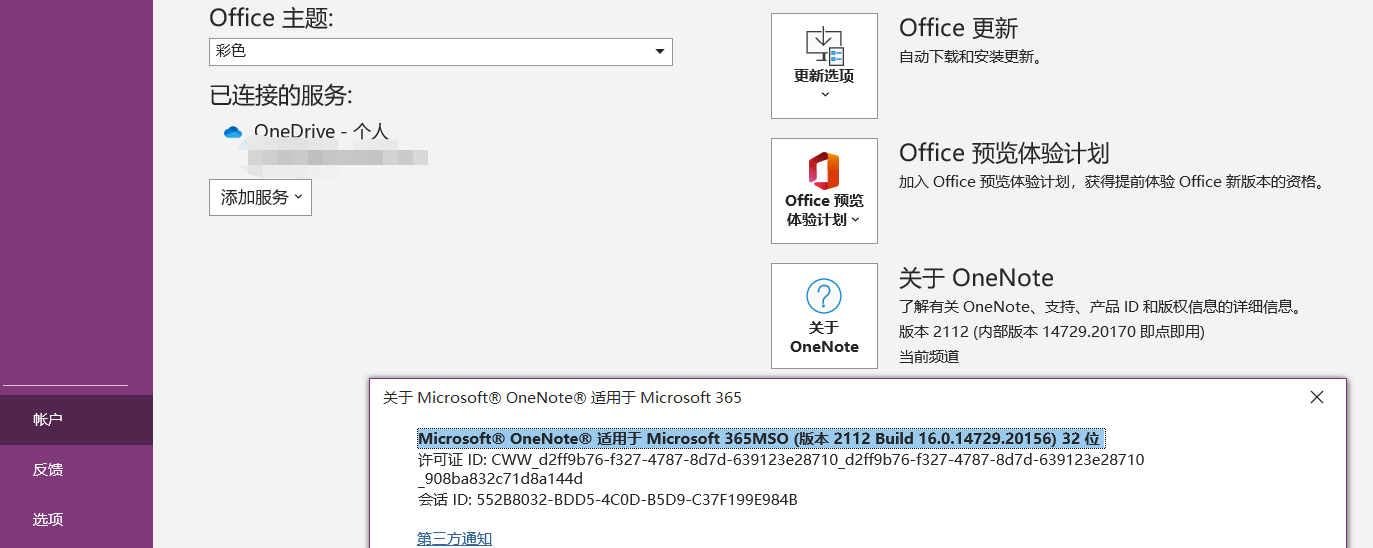 Office 主题:
彩色
已连接的服务:
OneDrive - 个人
添加服务
更新选项
Office 更新
自动下载和安装更新。
Office 预览
体验计划
Office 预览体验计划
加入 Office 预览体验计划，获得提前体验 Office 新版本的资格。
关于
OneNote
关于 OneNote
了解有关 OneNote、支持、产品 ID 和版权信息的详细信息。
版本 2112 (内部版本 14729.20170 即点即用)
当前频道
帐户
反馈
选项
关于 Microsoft® OneNote® 适用于 Microsoft 365
Microsoft® OneNote® 适用于 Microsoft 365MSO (版本 2112 Build 16.0.14729.20156) 32 位
许可证 ID: CWW_d2ff9b76-f327-4787-8d7d-639123e28710_d2ff9b76-f327-4787-8d7d-639123e28710
_908ba832c71d8a144d
会话 ID: 552B8032-BDD5-4C0D-B5D9-C37F199E984B
第三方通知